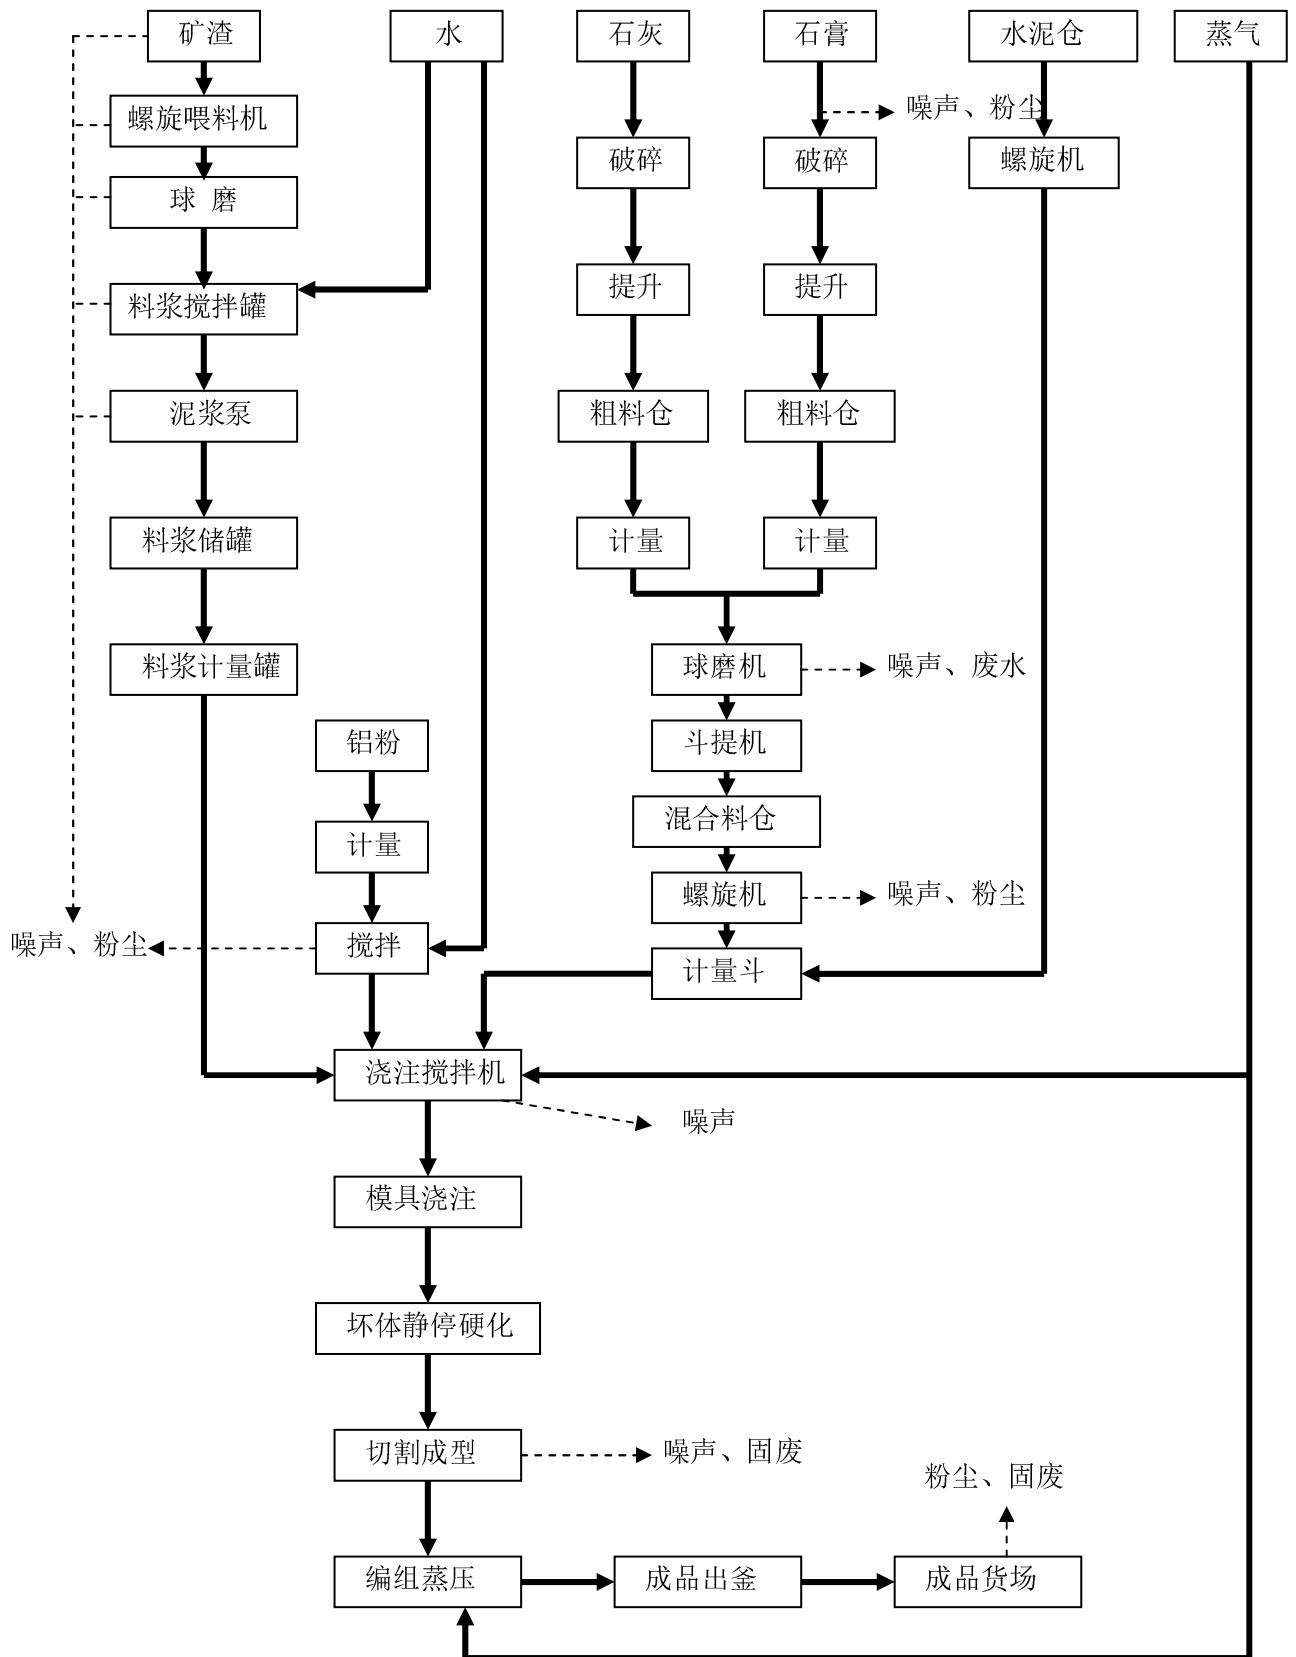 矿渣
水
石灰
石膏
水泥仓
蒸气
螺旋喂料机
噪声、粉尘
破碎
破碎
螺旋机
球 磨
提升
提升
料浆搅拌罐
泥浆泵
粗料仓
粗料仓
料浆储罐
计量
计量
料浆计量罐
球磨机
噪声、废水
铝粉
斗提机
混合料仓
计量
螺旋机
噪声、粉尘
噪声、粉尘
搅拌
计量斗
浇注搅拌机
噪声
模具浇注
坏体静停硬化
切割成型
噪声、固废
粉尘、固废
编组蒸压
成品出釜
成品货场